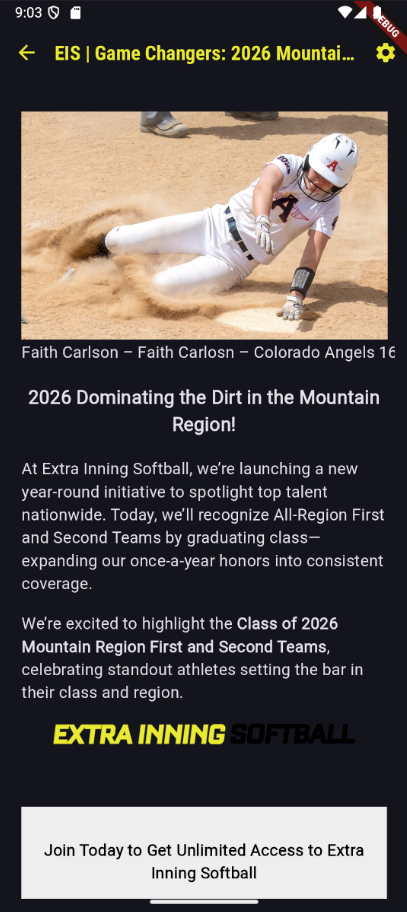 9:03
DEBUG
EIS | Game Changers: 2026 Mountai...
A
A
Faith Carlson – Faith Carlosn – Colorado Angels 16
2026 Dominating the Dirt in the Mountain
Region!
At Extra Inning Softball, we're launching a new
year-round initiative to spotlight top talent
nationwide. Today, we'll recognize All-Region First
and Second Teams by graduating class—
expanding our once-a-year honors into consistent
coverage.
We're excited to highlight the Class of 2026
Mountain Region First and Second Teams,
celebrating standout athletes setting the bar in
their class and region.
EXTRA INNING SOFTBALL
Join Today to Get Unlimited Access to Extra
Inning Softball